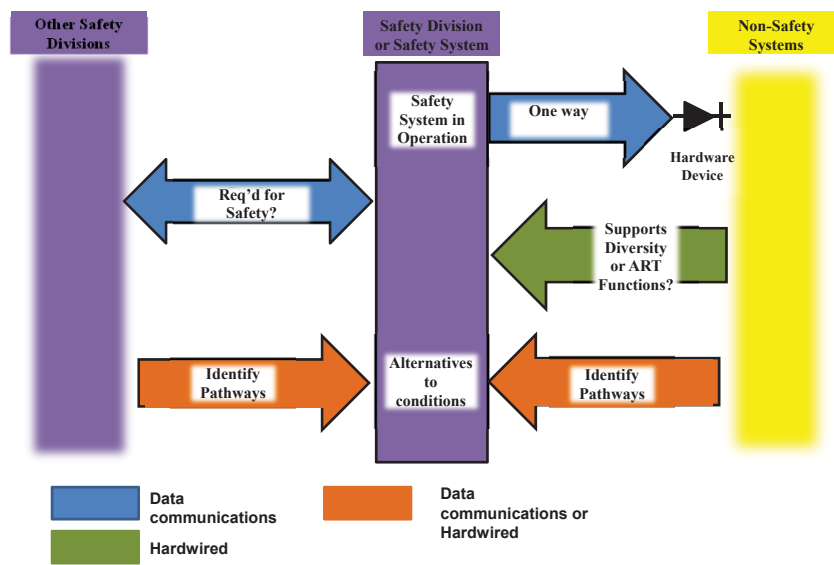 Other Safety
Divisions
Safety Division
or Safety System
Non-Safety
Systems
Safety
System in
Operation
One way
Hardware
Device
Req'd for
Safety?
Supports
Diversity
or ART
Functions?
Identify
Pathways
Alternatives
to
conditions
Identify
Pathways
Data
communications
Data
communications or
Hardwired
Hardwired